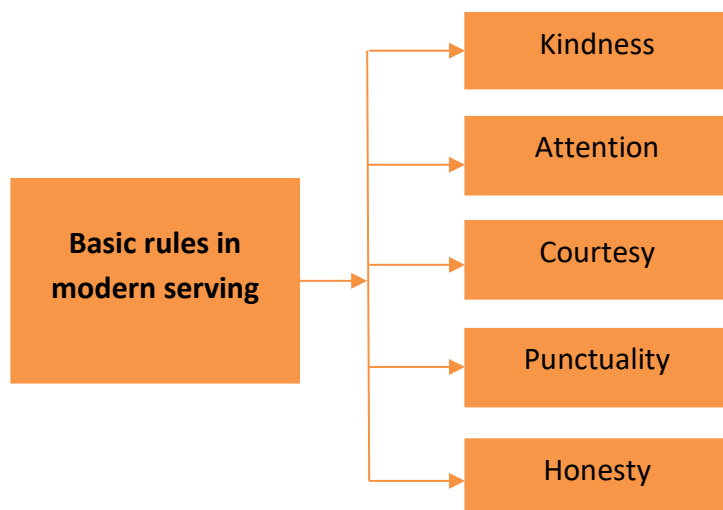 Kindness
Attention
Basic rules in
modern serving
Courtesy
Punctuality
Honesty